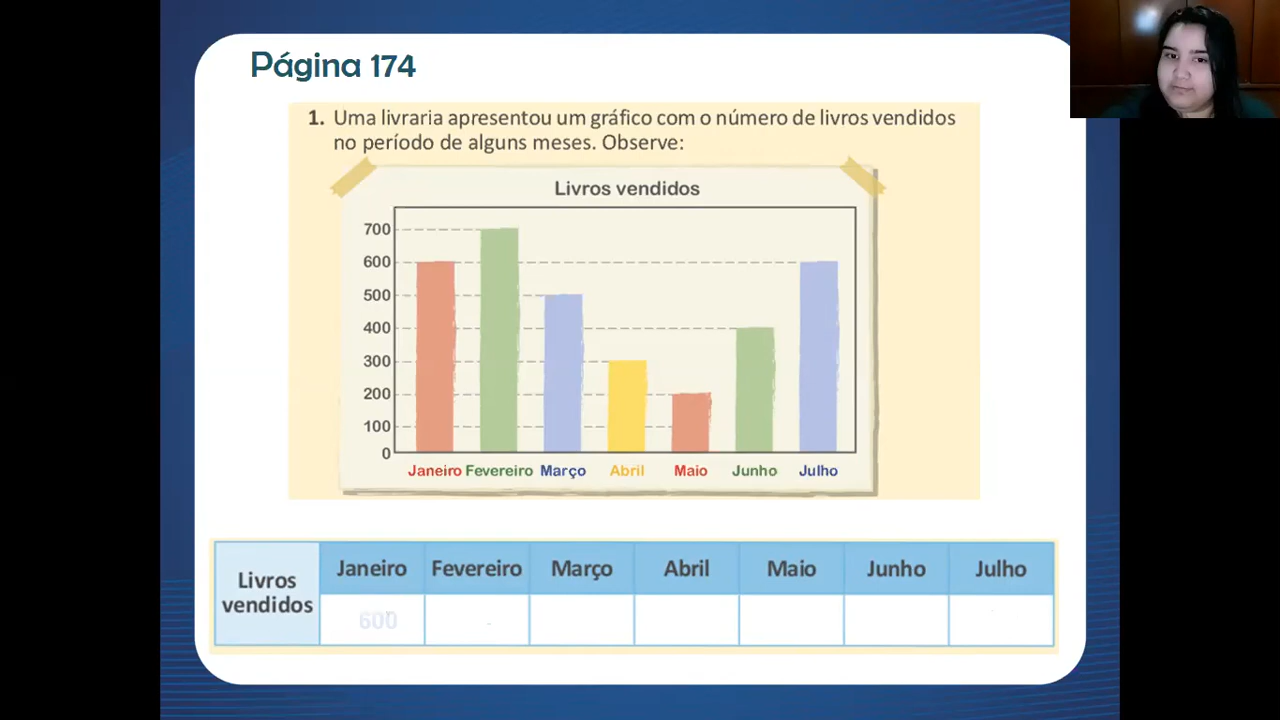 Página 174
1. Uma livraria apresentou um gráfico com o número de livros vendidos
no período de alguns meses. Observe:
Livros vendidos
700
600
500
400
300
200
100
0
Janeiro Fevereiro Março Abril Maio Junho Julho
Livros
vendidos
Janeiro Fevereiro Março Abril Maio Junho Julho
600